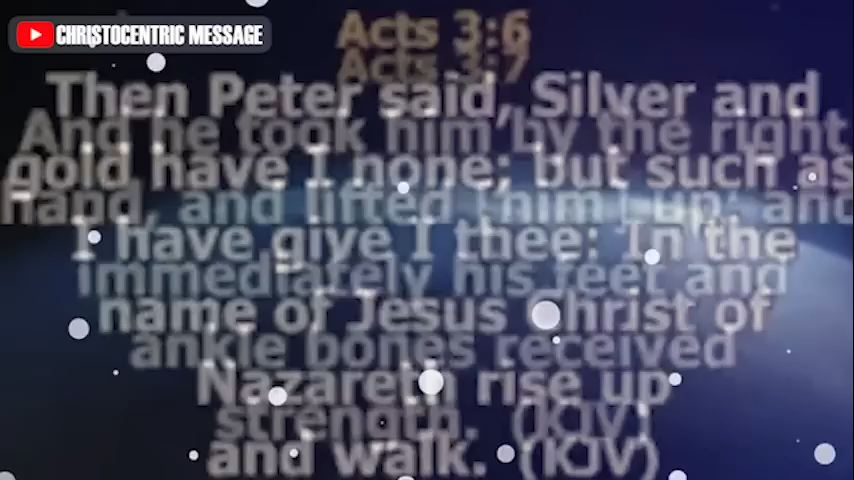 CHRISTOCENTRIC MESSAGE
Acts 3:6
Acts 3:7
Then Peter said, Silver and
And he took him by the right
gold have I none; but such as
hand, and lifted him up: and
I have give I thee: In the
immediately his feet and
name of Jesus Christ of
ankle bones received
Nazareth rise up
strength. (KJV)
and walk. (KJV)